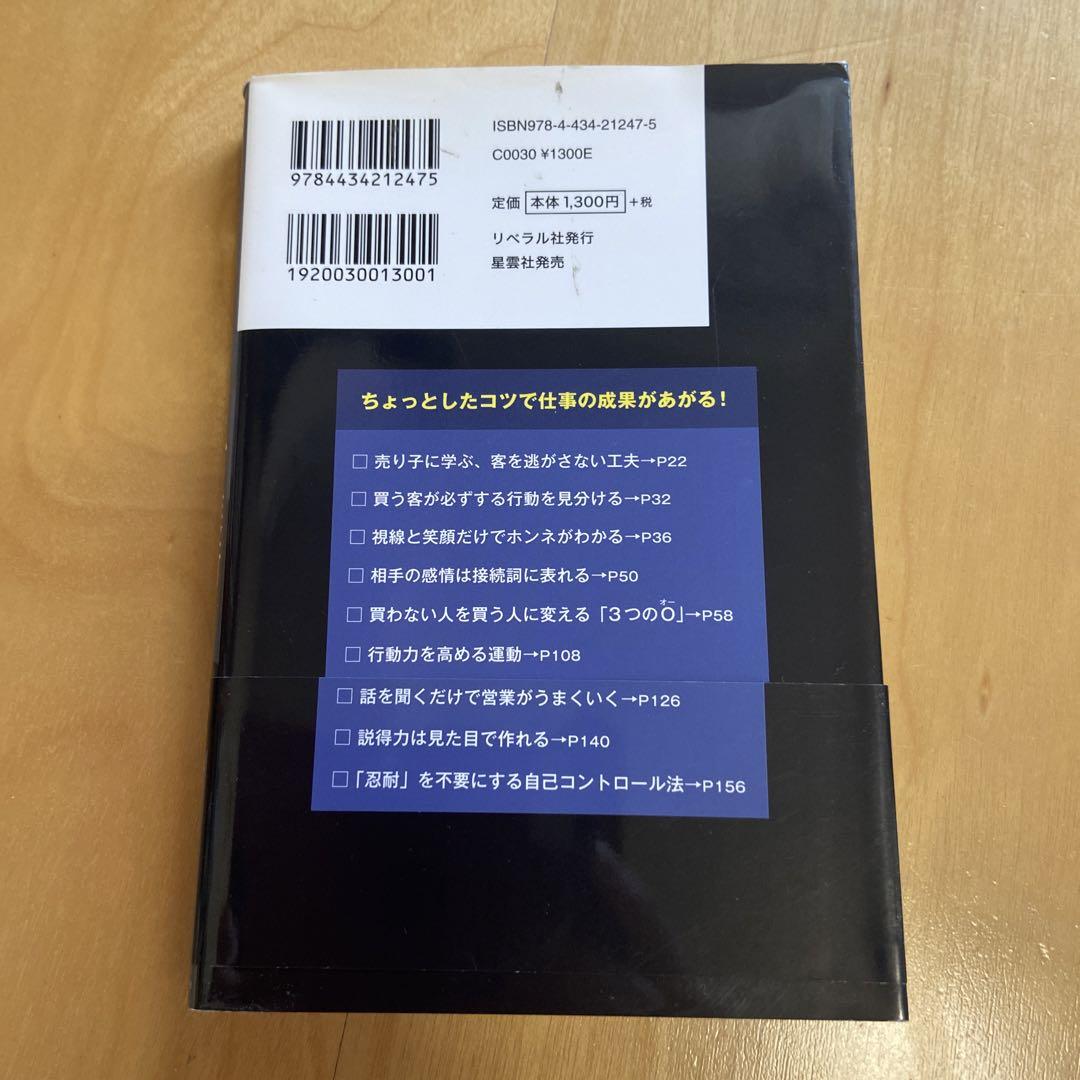 ISBN978-4-434-21247-5
C0030 ¥1300E
9784434212475
定価 本体1,300円 +税
リベラル社発行
星雲社発売
1920030013001
ちょっとしたコツで仕事の成果があがる!
□ 売り子に学ぶ、客を逃がさない工夫→P22
□ 買う客が必ずする行動を見分ける→P32
□ 視線と笑顔だけでホンネがわかる→P36
□ 相手の感情は接続詞に表れる→P50
オー
□ 買わない人を買う人に変える「3つのO」→P58
□ 行動力を高める運動→P108
□ 話を聞くだけで営業がうまくいく→P126
□ 説得力は見た目で作れる→P140
□ 「忍耐」を不要にする自己コントロール法→P156